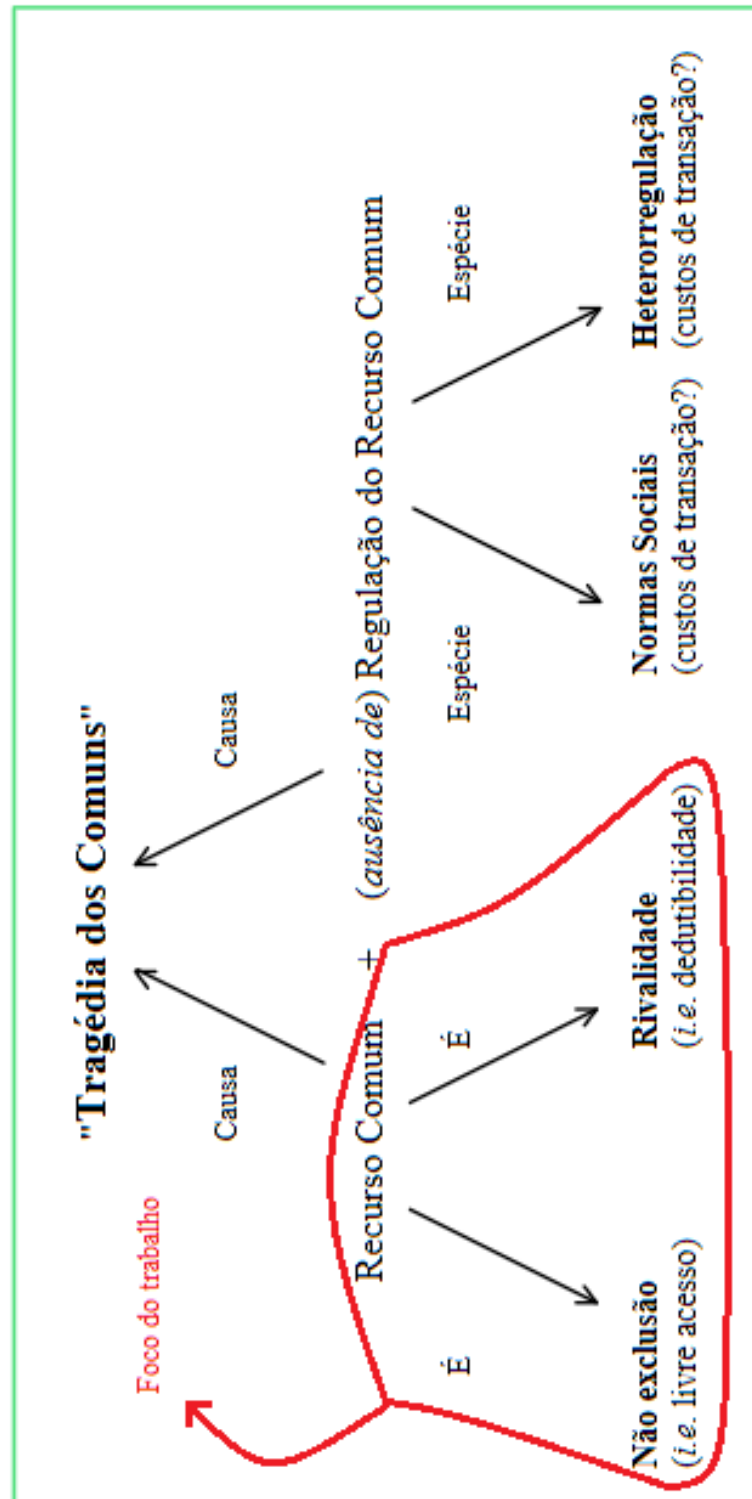 "Tragédia dos Comuns"
Foco do trabalho
Causa
Causa
Recurso Comum + (ausência de) Regulação do Recurso Comum
É
É
Espécie
Espécie
Não exclusão
(i.e. livre acesso)
Rivalidade
(i.e. dedutibilidade)
Normas Sociais
(custos de transação?)
Heterorregulação
(custos de transação?)